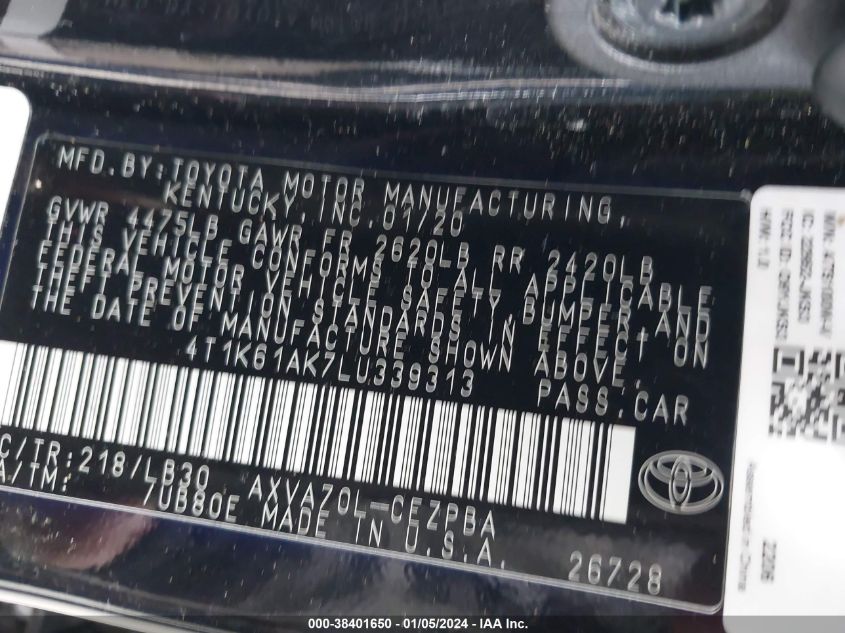 MFD. BY: TOYOTA MOTOR MANUFACTURING,
KENTUCKY, INC. 01/20
GVWR 4475LB GAWR FR 2620LB RR 2420LB
THIS VEHICLE CONFORMS TO ALL APPLICABLE
FEDERAL MOTOR VEHICLE SAFETY, BUMPER, AND
THEFT PREVENTION STANDARDS IN EFFECT ON
THE DATE OF MANUFACTURE SHOWN ABOVE.
4T1K61AK7LU339313 PASS. CAR
C/TR: 218/LB30 AXVA70L-CEZPBA
A/TM: /UB80E MADE IN U.S.A.
26728
H/W: 1L0
2206
000-38401650 - 01/05/2024 - IAA Inc.